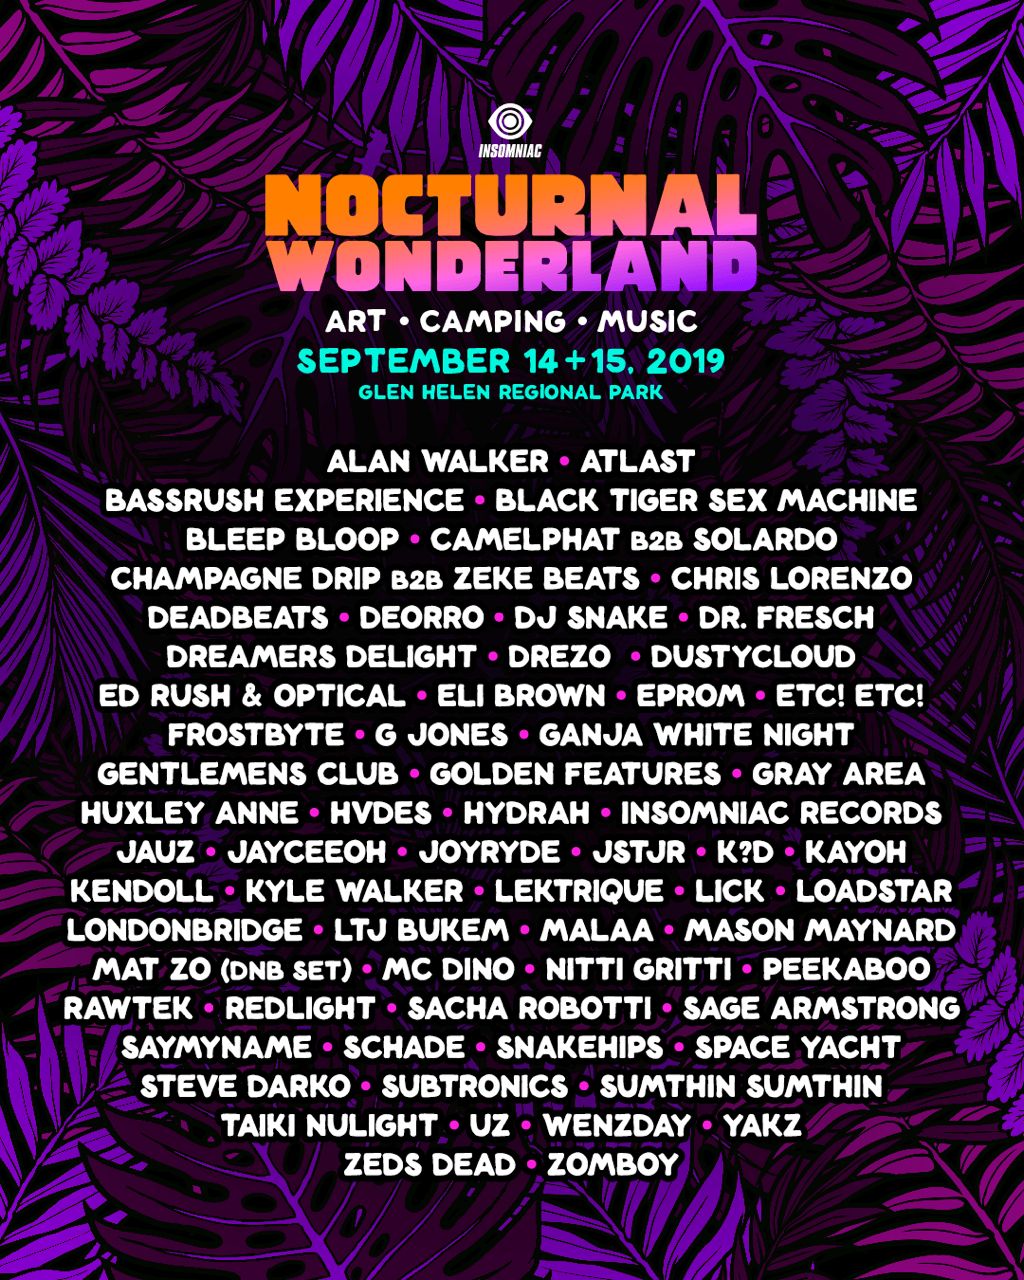 INSOMNIAC
NOCTURNAL
WONDERLAND
ART • CAMPING • MUSIC
SEPTEMBER 14+15, 2019
GLEN HELEN REGIONAL PARK
ALAN WALKER • ATLAST
BASSRUSH EXPERIENCE • BLACK TIGER SEX MACHINE
BLEEP BLOOP • CAMELPHAT B2B SOLARDO
CHAMPAGNE DRIP B2B ZEKE BEATS • CHRIS LORENZO
DEADBEATS • DEORRO • DJ SNAKE • DR. FRESCH
DREAMERS DELIGHT • DREZO • DUSTYCLOUD
ED RUSH & OPTICAL • ELI BROWN • EPROM • ETC! ETC!
FROSTBYTE • G JONES • GANJA WHITE NIGHT
GENTLEMENS CLUB • GOLDEN FEATURES • GRAY AREA
HUXLEY ANNE • HVDES • HYDRAH • INSOMNIAC RECORDS
JAUZ • JAYCEEOH • JOYRYDE • JSTJR • K?D • KAYOH
KENDOLL • KYLE WALKER • LEKTRIQUE • LICK • LOADSTAR
LONDONBRIDGE • LTJ BUKEM • MALAA • MASON MAYNARD
MAT ZO (DNB SET) • MC DINO • NITTI GRITTI • PEEKABOO
RAWTEK • REDLIGHT • SACHA ROBOTTI • SAGE ARMSTRONG
SAYMYNAME • SCHADE • SNAKEHIPS • SPACE YACHT
STEVE DARKO • SUBTRONICS • SUMTHIN SUMTHIN
TAIKI NULIGHT • UZ • WENZDAY • YAKZ
ZEDS DEAD • ZOMBOY